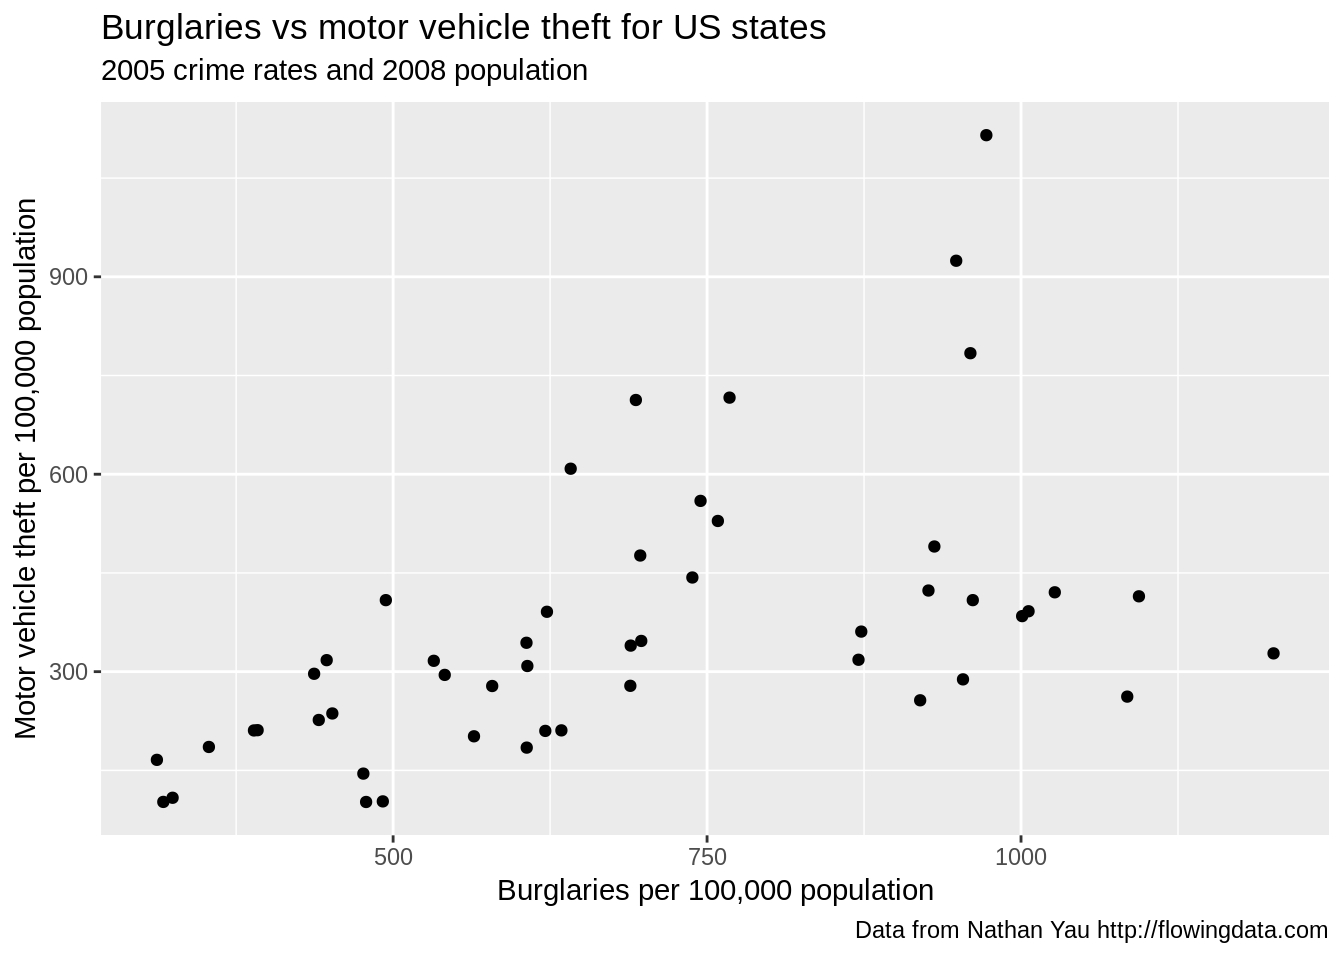 Burglaries vs motor vehicle theft for US states
2005 crime rates and 2008 population
Motor vehicle theft per 100,000 population
900
600
300
500
750
1000
Burglaries per 100,000 population
Data from Nathan Yau http://flowingdata.com